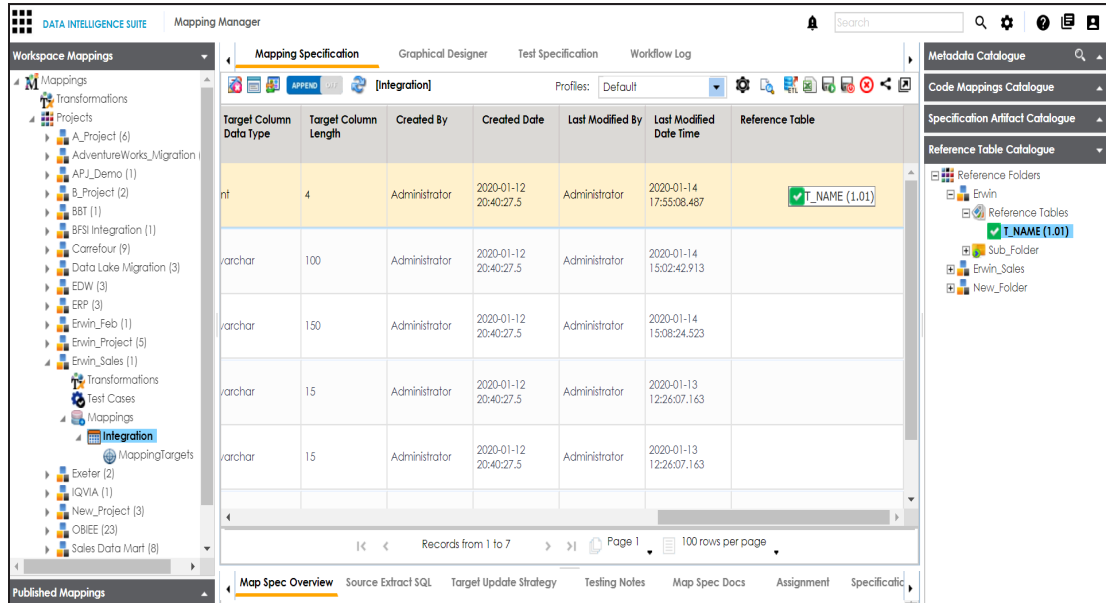 DATA INTELLIGENCE SUITE
Mapping Manager
Search
Workspace Mappings
Mappings
Transformations
Projects
A_Project (6)
AdventureWorks_Migration
APJ_Demo (1)
B_Project (2)
BBT (1)
BFSI Integration (1)
Carrefour (9)
Data Lake Migration (3)
EDW (3)
ERP (3)
Erwin_Feb (1)
Erwin_Project (5)
Erwin_Sales (1)
Transformations
Test Cases
Mappings
Integration
MappingTargets
Exeter (2)
IQVIA (1)
New_Project (3)
OBIEE (23)
Sales Data Mart (8)
Published Mappings
Mapping Specification Graphical Designer Test Specification Workflow Log
APPEND OFF [Integration] Profiles: Default
ETL
Target Column Data Type Target Column Length Created By Created Date Last Modified By Last Modified Date Time Reference Table
nt 4 Administrator 2020-01-12 20:40:27.5 Administrator 2020-01-14 17:55:08.487 T_NAME (1.01)
varchar 100 Administrator 2020-01-12 20:40:27.5 Administrator 2020-01-14 15:02:42.913
varchar 150 Administrator 2020-01-12 20:40:27.5 Administrator 2020-01-14 15:08:24.523
varchar 15 Administrator 2020-01-12 20:40:27.5 Administrator 2020-01-13 12:26:07.163
varchar 15 Administrator 2020-01-12 20:40:27.5 Administrator 2020-01-13 12:26:07.163
Records from 1 to 7 Page 1 100 rows per page
Map Spec Overview Source Extract SQL Target Update Strategy Testing Notes Map Spec Docs Assignment Specific
Metadata Catalogue
Code Mappings Catalogue
Specification Artifact Catalogue
Reference Table Catalogue
Reference Folders
Erwin
Reference Tables
T_NAME (1.01)
Sub_Folder
Erwin_Sales
New_Folder